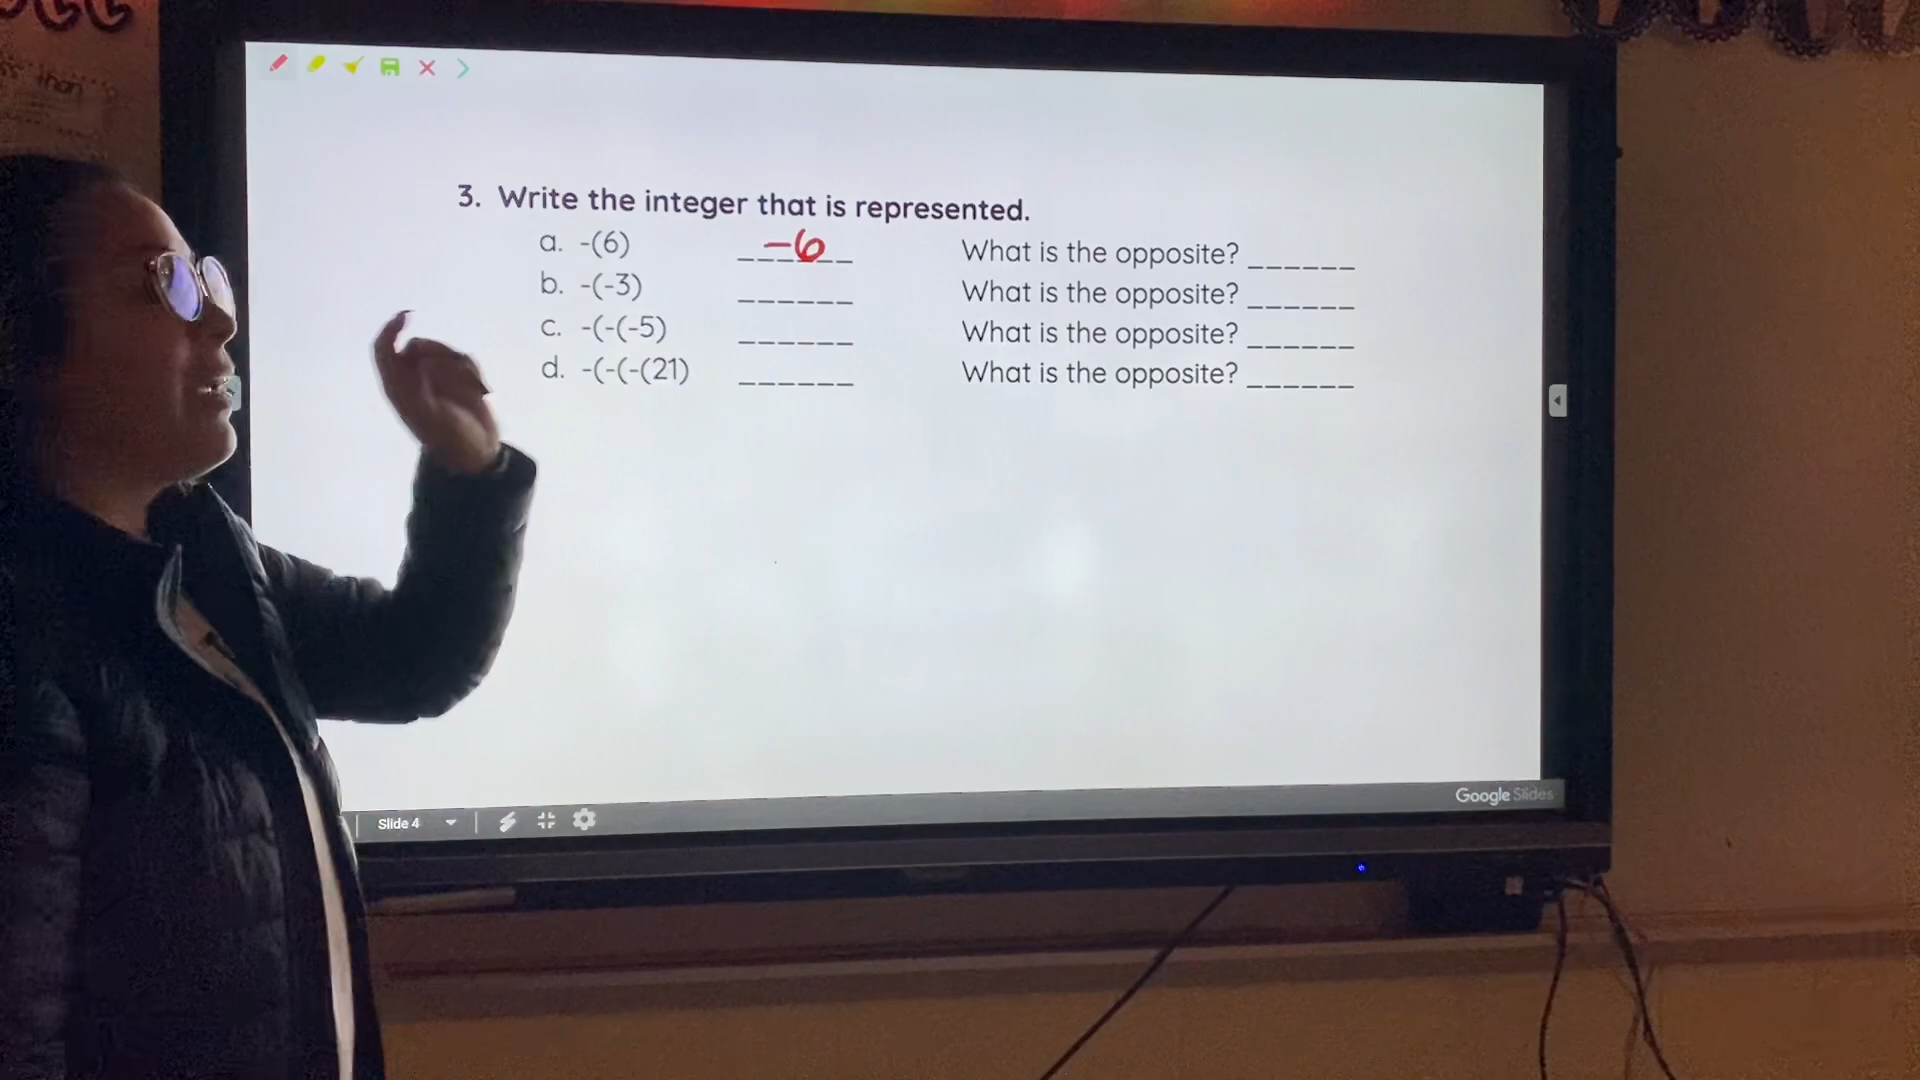 than
3. Write the integer that is represented.
a. -(6) -6 What is the opposite? ______
b. -(-3) ______ What is the opposite? ______
c. -(-(-5) ______ What is the opposite? ______
d. -(-(-(21) ______ What is the opposite? ______
Google Slides
Slide 4